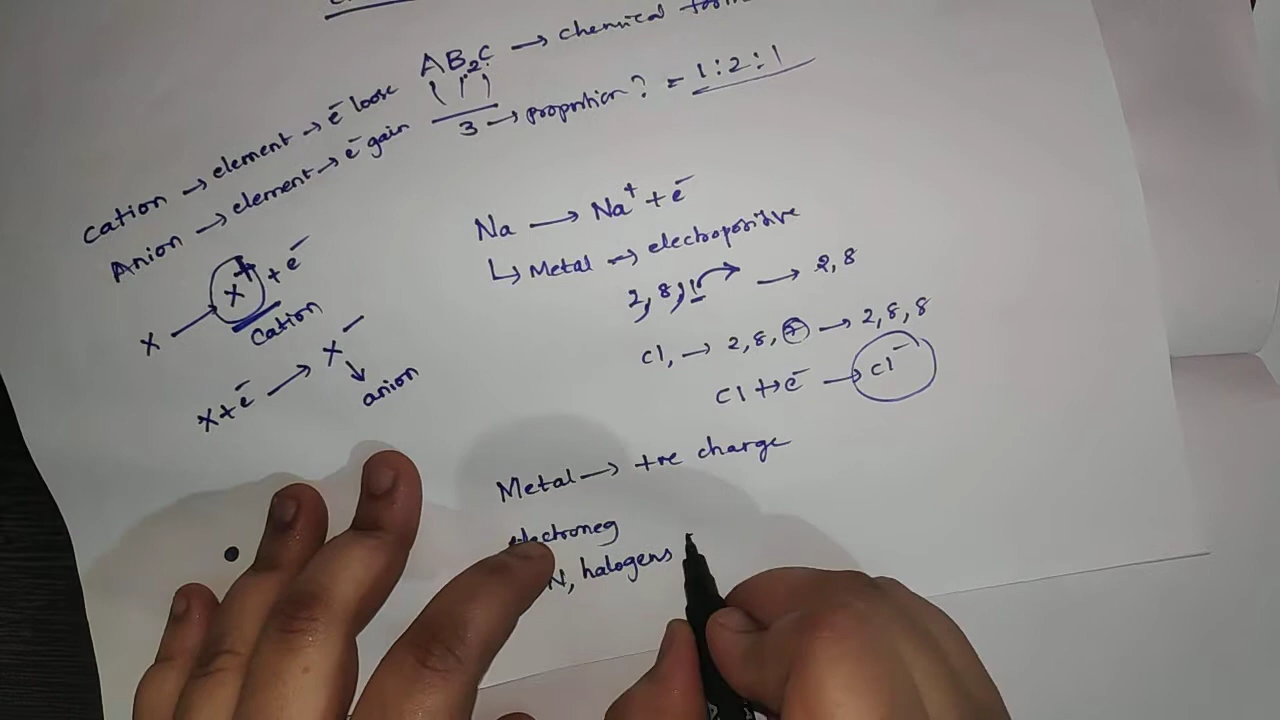 AB₂C → chemical
3 → proportion? = 1:2:1
Cation → element → e⁻ loose
Anion → element → e⁻ gain
X → X⁺ + e⁻
Cation
X + e⁻ → X⁻
anion
Na → Na⁺ + e⁻
↳ Metal → electropositive
2, 8, 1 → 2, 8
Cl, → 2, 8, 7 → 2, 8, 8
Cl + e⁻ → Cl⁻
Metal → +ve charge
electroneg
N, halogens